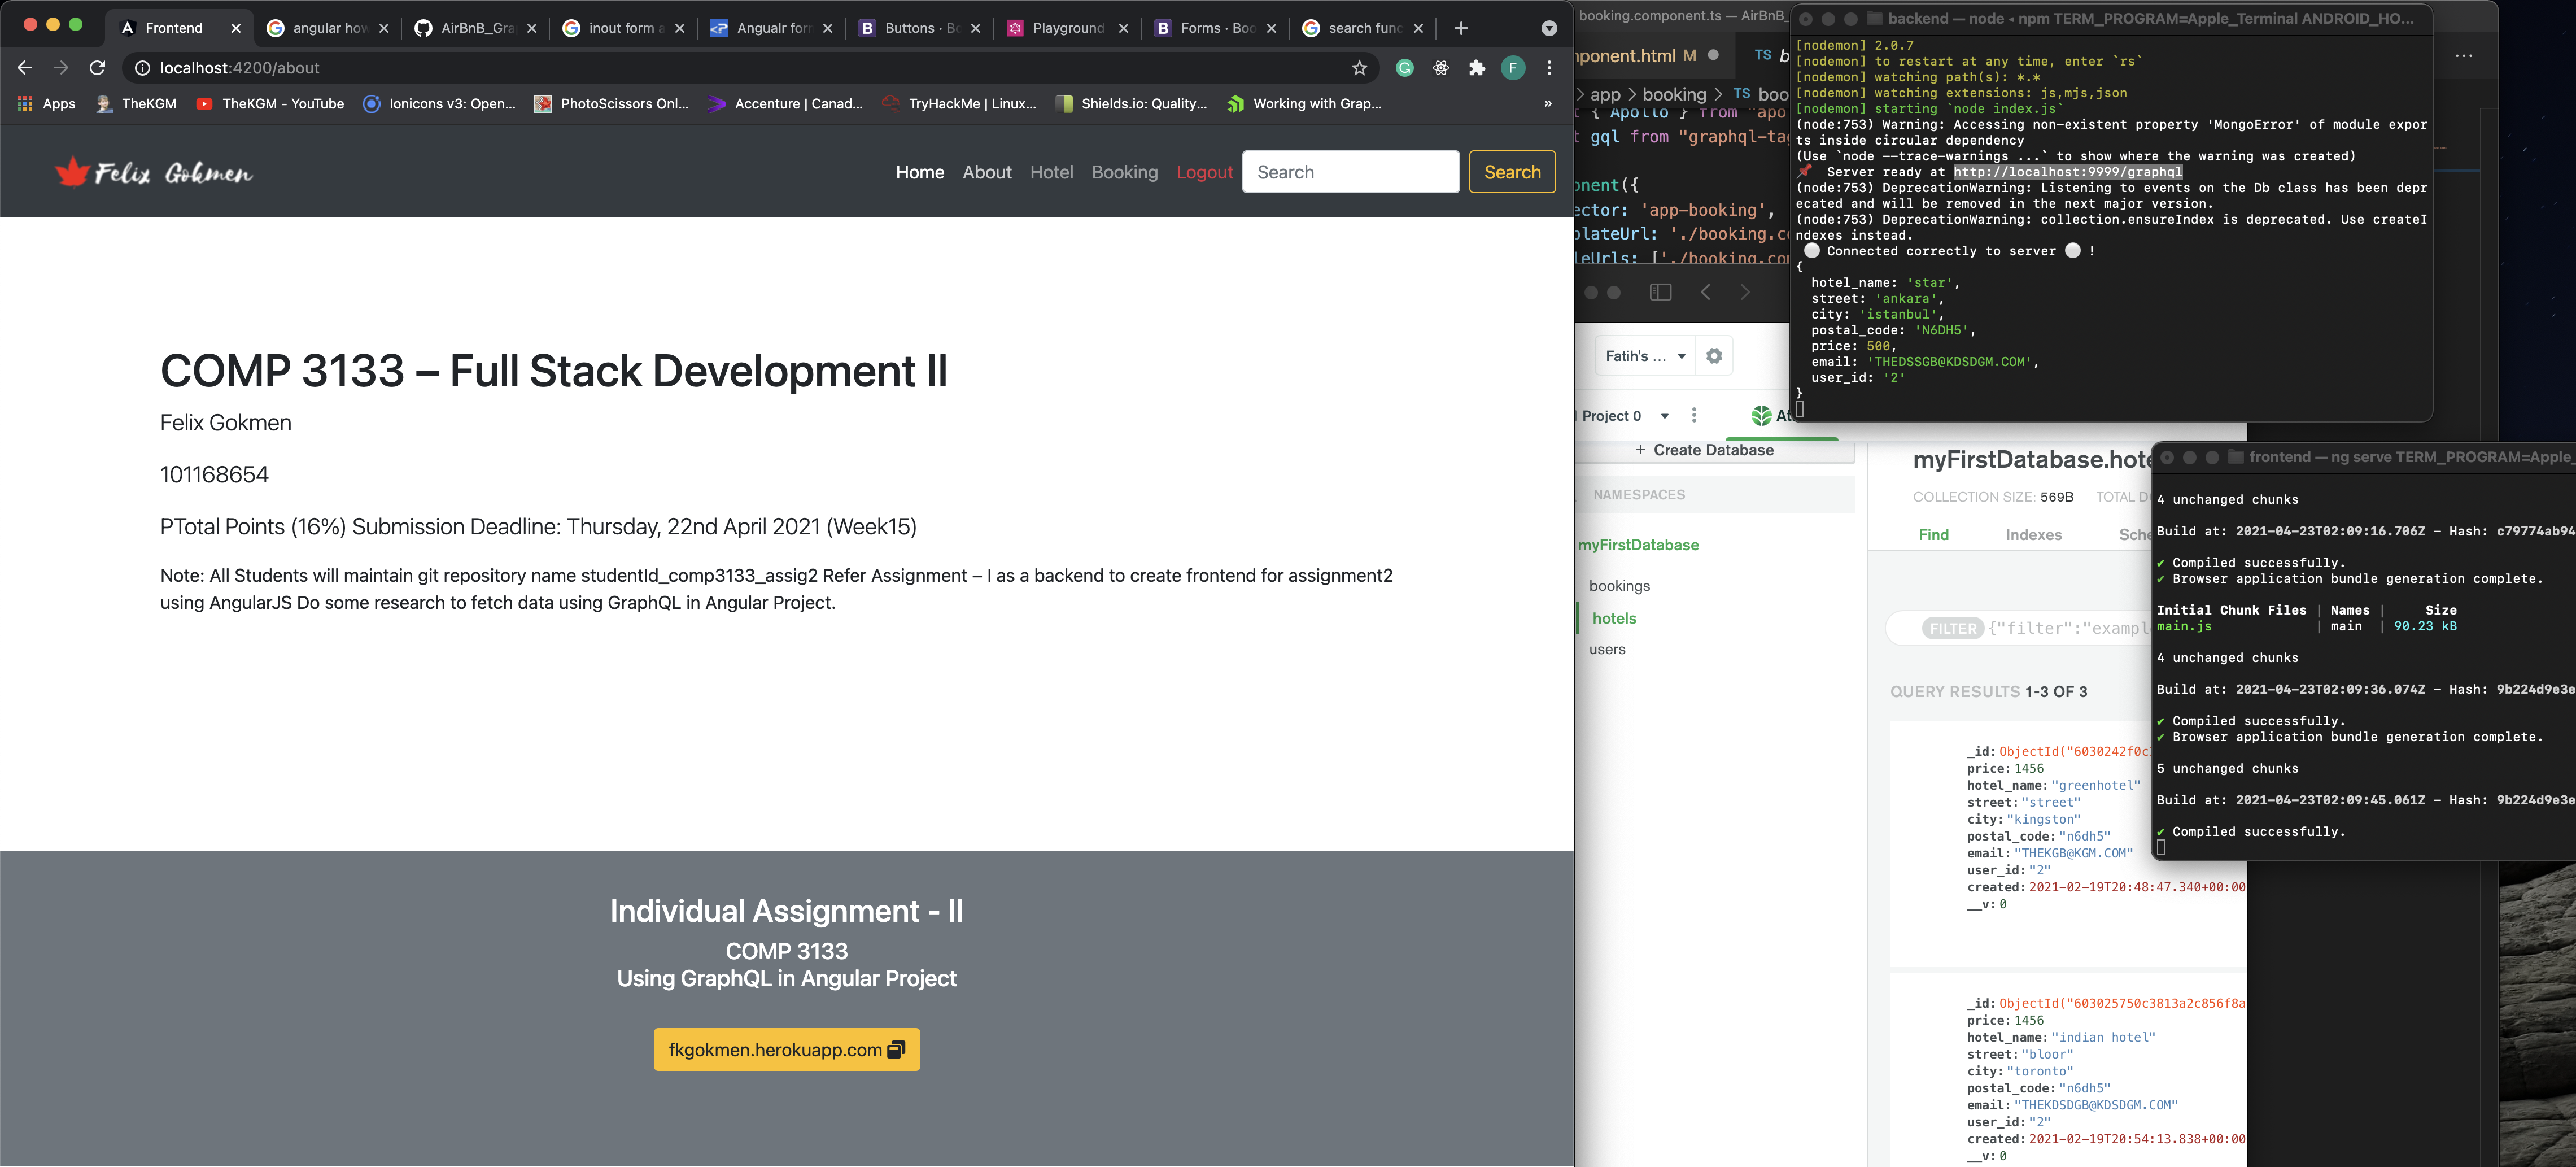 Frontend
angular how
AirBnB_Gra
inout form a
Angualr for
Buttons · Bo
Playground
Forms · Boo
search func
localhost:4200/about
F
Apps
TheKGM
TheKGM - YouTube
Ionicons v3: Open...
PhotoScissors Onl...
Accenture | Canad...
TryHackMe | Linux...
Shields.io: Quality...
Working with Grap...
»
Felix Gokmen
Home
About
Hotel
Booking
Logout
Search
Search
COMP 3133 – Full Stack Development II
Felix Gokmen
101168654
PTotal Points (16%) Submission Deadline: Thursday, 22nd April 2021 (Week15)
Note: All Students will maintain git repository name studentId_comp3133_assig2 Refer Assignment – I as a backend to create frontend for assignment2
using AngularJS Do some research to fetch data using GraphQL in Angular Project.
Individual Assignment - II
COMP 3133
Using GraphQL in Angular Project
fkgokmen.herokuapp.com
booking.component.ts — AirBnB_
ponent.html M
TS b
> app > booking > TS boo
t { Apollo } from "apo
t gql from "graphql-tag
onent({
ector: 'app-booking',
plateUrl: './booking.co
leUrls: ['./booking.com
backend — node ◂ npm TERM_PROGRAM=Apple_Terminal ANDROID_HO...
[nodemon] 2.0.7
[nodemon] to restart at any time, enter `rs`
[nodemon] watching path(s): *.*
[nodemon] watching extensions: js,mjs,json
[nodemon] starting `node index.js`
(node:753) Warning: Accessing non-existent property 'MongoError' of module expor
ts inside circular dependency
(Use `node --trace-warnings ...` to show where the warning was created)
Server ready at http://localhost:9999/graphql
(node:753) DeprecationWarning: Listening to events on the Db class has been depr
ecated and will be removed in the next major version.
(node:753) DeprecationWarning: collection.ensureIndex is deprecated. Use createI
ndexes instead.
Connected correctly to server !
{
hotel_name: 'star',
street: 'ankara',
city: 'istanbul',
postal_code: 'N6DH5',
price: 500,
email: 'THEDSSGB@KDSDGM.COM',
user_id: '2'
}
Fatih's ...
Project 0
At
+ Create Database
NAMESPACES
myFirstDatabase
bookings
hotels
users
myFirstDatabase.hote
COLLECTION SIZE: 569B TOTAL D
Find
Indexes
Sche
FILTER {"filter":"exampl
QUERY RESULTS 1-3 OF 3
_id: ObjectId("6030242f0c
price: 1456
hotel_name: "greenhotel"
street: "street"
city: "kingston"
postal_code: "n6dh5"
email: "THEKGB@KGM.COM"
user_id: "2"
created: 2021-02-19T20:48:47.340+00:00
__v: 0
_id: ObjectId("603025750c3813a2c856f8a
price: 1456
hotel_name: "indian hotel"
street: "bloor"
city: "toronto"
postal_code: "n6dh5"
email: "THEKDSDGB@KDSDGM.COM"
user_id: "2"
created: 2021-02-19T20:54:13.838+00:00
__v: 0
frontend — ng serve TERM_PROGRAM=Apple_
4 unchanged chunks
Build at: 2021-04-23T02:09:16.706Z - Hash: c79774ab94
✔ Compiled successfully.
✔ Browser application bundle generation complete.
Initial Chunk Files | Names | Size
main.js | main | 90.23 kB
4 unchanged chunks
Build at: 2021-04-23T02:09:36.074Z - Hash: 9b224d9e3e
✔ Compiled successfully.
✔ Browser application bundle generation complete.
5 unchanged chunks
Build at: 2021-04-23T02:09:45.061Z - Hash: 9b224d9e3e
✔ Compiled successfully.